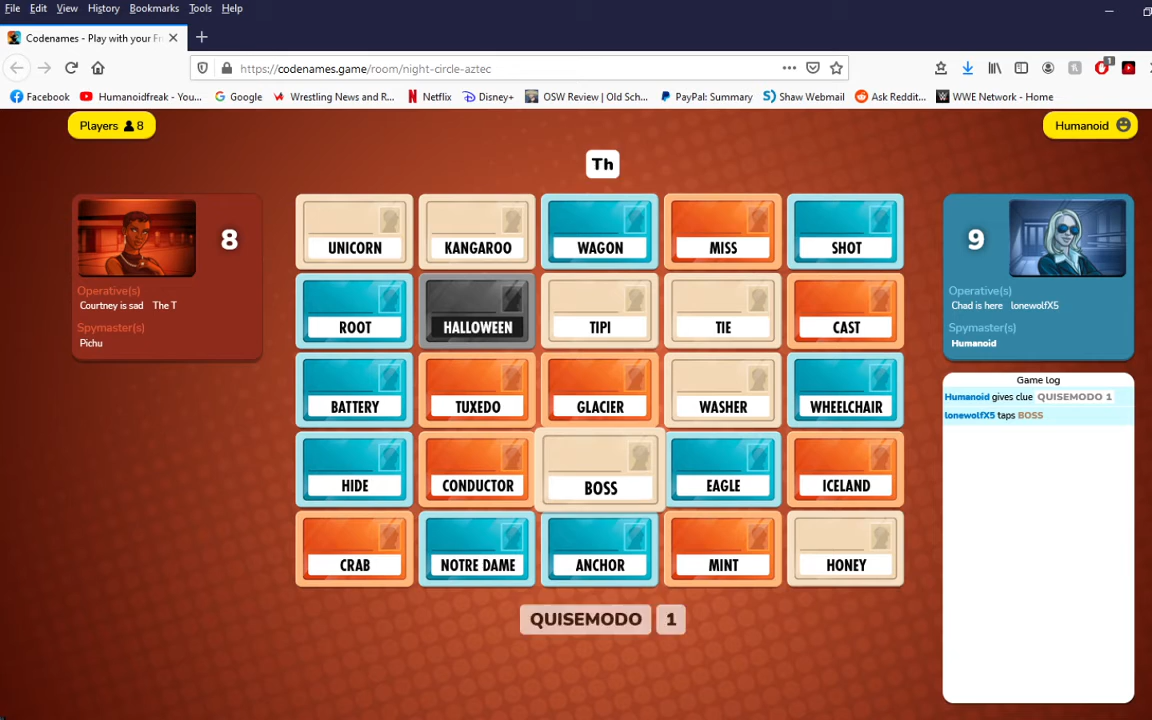 File Edit View History Bookmarks Tools Help
Codenames - Play with your Fr
https://codenames.game/room/night-circle-aztec
1
Facebook Humanoidfreak - You... Google Wrestling News and R... Netflix Disney+ OSW Review | Old Sch... PayPal: Summary Shaw Webmail Ask Reddit... WWE Network - Home
Players 8
Humanoid
Th
8
Operative(s)
Courtney is sad The T
Spymaster(s)
Pichu
9
Operative(s)
Chad is here lonewolfX5
Spymaster(s)
Humanoid
UNICORN KANGAROO WAGON MISS SHOT
ROOT HALLOWEEN TIPI TIE CAST
BATTERY TUXEDO GLACIER WASHER WHEELCHAIR
HIDE CONDUCTOR BOSS EAGLE ICELAND
CRAB NOTRE DAME ANCHOR MINT HONEY
QUISEMODO 1
Game log
Humanoid gives clue QUISEMODO 1
lonewolfX5 taps BOSS